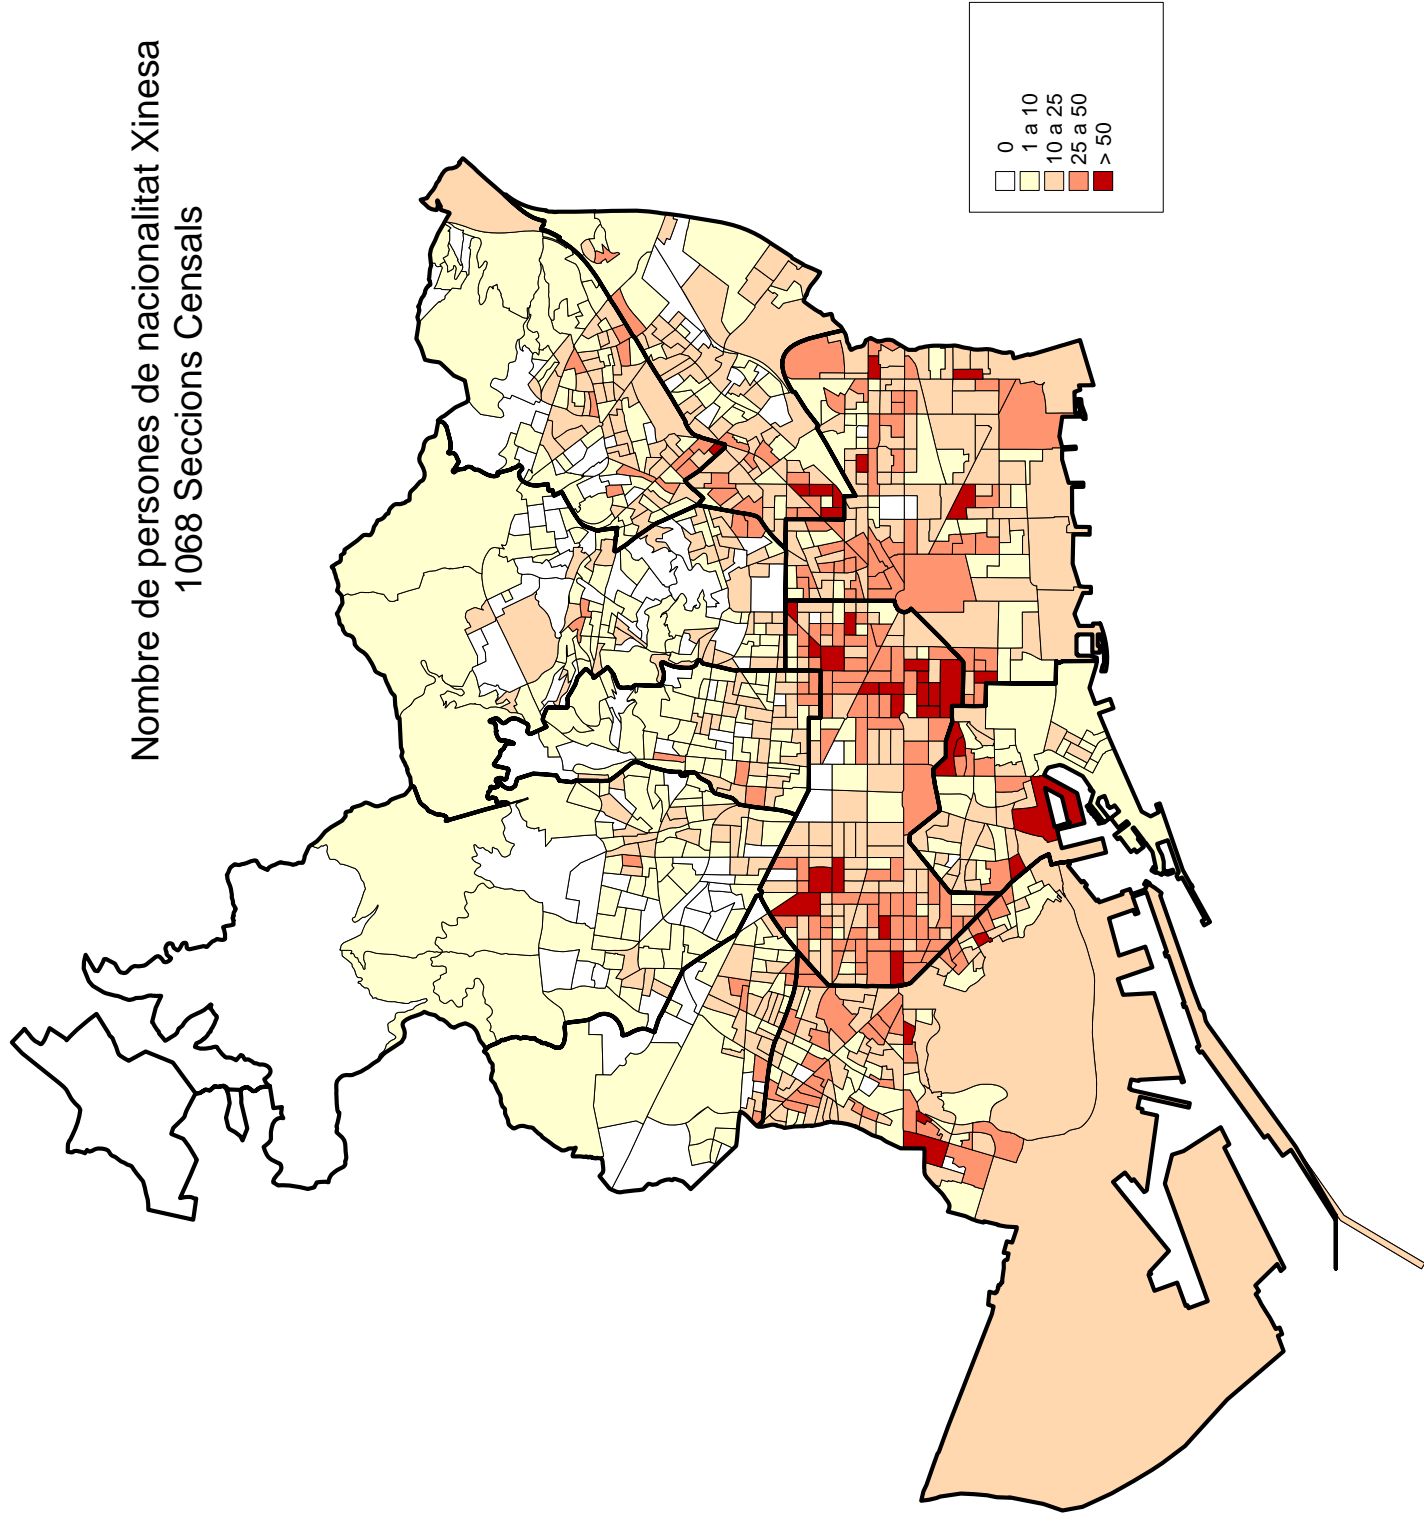 Nombre de persones de nacionalitat Xinesa
1068 Seccions Censals
0
1 a 10
10 a 25
25 a 50
> 50